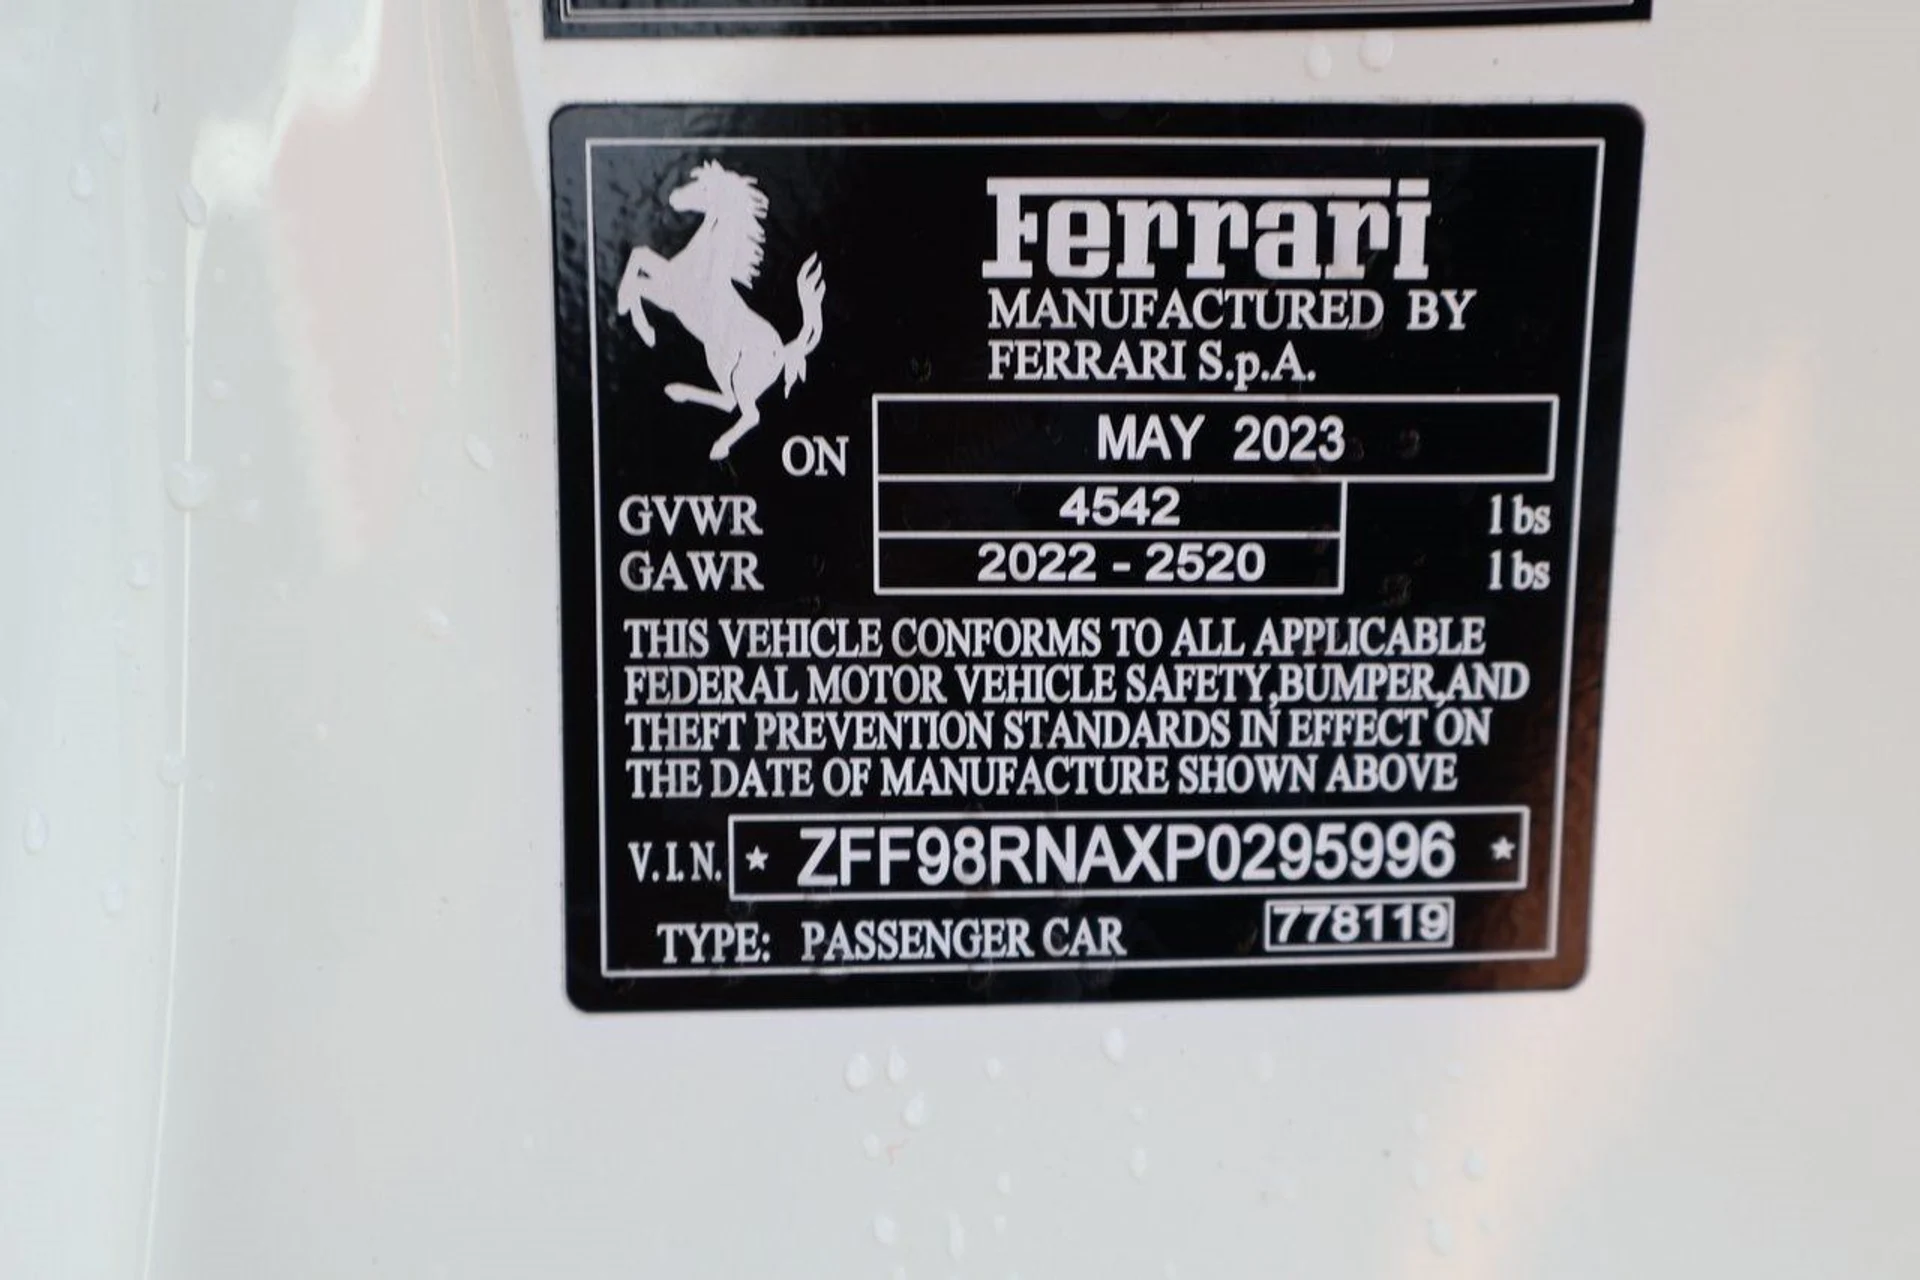 Ferrari
MANUFACTURED BY
FERRARI S.p.A.
ON MAY 2023
GVWR 4542 lbs
GAWR 2022 - 2520 lbs
THIS VEHICLE CONFORMS TO ALL APPLICABLE
FEDERAL MOTOR VEHICLE SAFETY,BUMPER,AND
THEFT PREVENTION STANDARDS IN EFFECT ON
THE DATE OF MANUFACTURE SHOWN ABOVE
V.I.N. * ZFF98RNAXP0295996 *
TYPE: PASSENGER CAR 778119